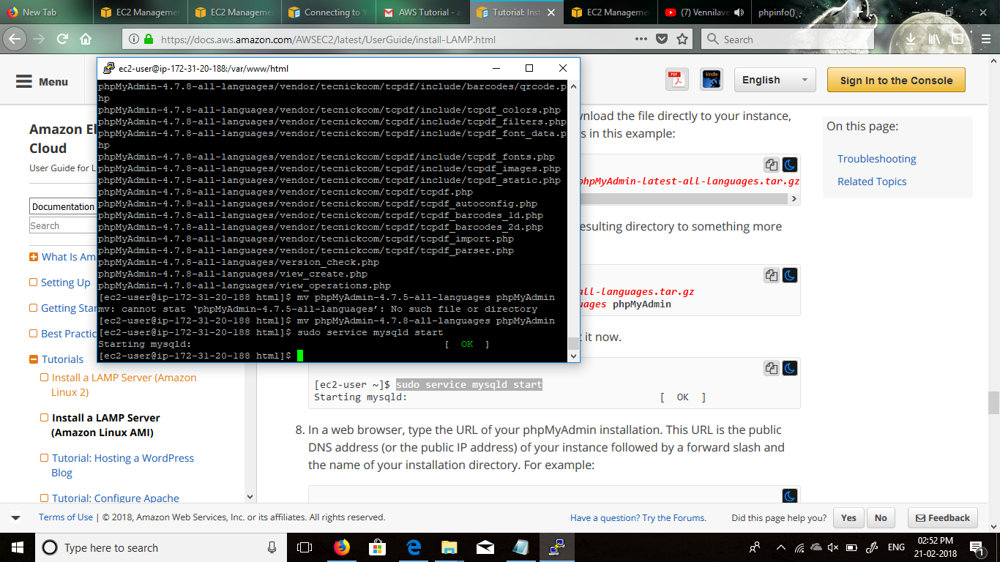 New Tab
EC2 Managemen
EC2 Managemen
Connecting to Y
AWS Tutorial - a
Tutorial: Inst
EC2 Managemen
(7) Vennilave
phpinfo()
https://docs.aws.amazon.com/AWSEC2/latest/UserGuide/install-LAMP.html
Search
Menu
English
Sign In to the Console
ec2-user@ip-172-31-20-188:/var/www/html
phpMyAdmin-4.7.8-all-languages/vendor/tecnickcom/tcpdf/include/barcodes/qrcode.p
hp
phpMyAdmin-4.7.8-all-languages/vendor/tecnickcom/tcpdf/include/tcpdf_colors.php
phpMyAdmin-4.7.8-all-languages/vendor/tecnickcom/tcpdf/include/tcpdf_filters.php
phpMyAdmin-4.7.8-all-languages/vendor/tecnickcom/tcpdf/include/tcpdf_font_data.p
hp
phpMyAdmin-4.7.8-all-languages/vendor/tecnickcom/tcpdf/include/tcpdf_fonts.php
phpMyAdmin-4.7.8-all-languages/vendor/tecnickcom/tcpdf/include/tcpdf_images.php
phpMyAdmin-4.7.8-all-languages/vendor/tecnickcom/tcpdf/include/tcpdf_static.php
phpMyAdmin-4.7.8-all-languages/vendor/tecnickcom/tcpdf/tcpdf.php
phpMyAdmin-4.7.8-all-languages/vendor/tecnickcom/tcpdf/tcpdf_autoconfig.php
phpMyAdmin-4.7.8-all-languages/vendor/tecnickcom/tcpdf/tcpdf_barcodes_1d.php
phpMyAdmin-4.7.8-all-languages/vendor/tecnickcom/tcpdf/tcpdf_barcodes_2d.php
phpMyAdmin-4.7.8-all-languages/vendor/tecnickcom/tcpdf/tcpdf_import.php
phpMyAdmin-4.7.8-all-languages/vendor/tecnickcom/tcpdf/tcpdf_parser.php
phpMyAdmin-4.7.8-all-languages/version_check.php
phpMyAdmin-4.7.8-all-languages/view_create.php
phpMyAdmin-4.7.8-all-languages/view_operations.php
[ec2-user@ip-172-31-20-188 html]$ mv phpMyAdmin-4.7.5-all-languages phpMyAdmin
mv: cannot stat ‘phpMyAdmin-4.7.5-all-languages’: No such file or directory
[ec2-user@ip-172-31-20-188 html]$ mv phpMyAdmin-4.7.8-all-languages phpMyAdmin
[ec2-user@ip-172-31-20-188 html]$ sudo service mysqld start
Starting mysqld: [ OK ]
[ec2-user@ip-172-31-20-188 html]$
Amazon El
Cloud
User Guide for L
Documentation
Search
What Is Am
Setting Up
Getting Star
Best Practic
Tutorials
Install a LAMP Server (Amazon
Linux 2)
Install a LAMP Server
(Amazon Linux AMI)
Tutorial: Hosting a WordPress
Blog
Tutorial: Configure Apache
wnload the file directly to your instance,
s in this example:
phpMyAdmin-latest-all-languages.tar.gz
esulting directory to something more
all-languages.tar.gz
uages phpMyAdmin
t it now.
[ec2-user ~]$ sudo service mysqld start
Starting mysqld: [ OK ]
8. In a web browser, type the URL of your phpMyAdmin installation. This URL is the public
DNS address (or the public IP address) of your instance followed by a forward slash and
the name of your installation directory. For example:
On this page:
Troubleshooting
Related Topics
Terms of Use | © 2018, Amazon Web Services, Inc. or its affiliates. All rights reserved.
Have a question? Try the Forums.
Did this page help you?
Yes
No
Feedback
Type here to search
ENG
02:52 PM
21-02-2018
1